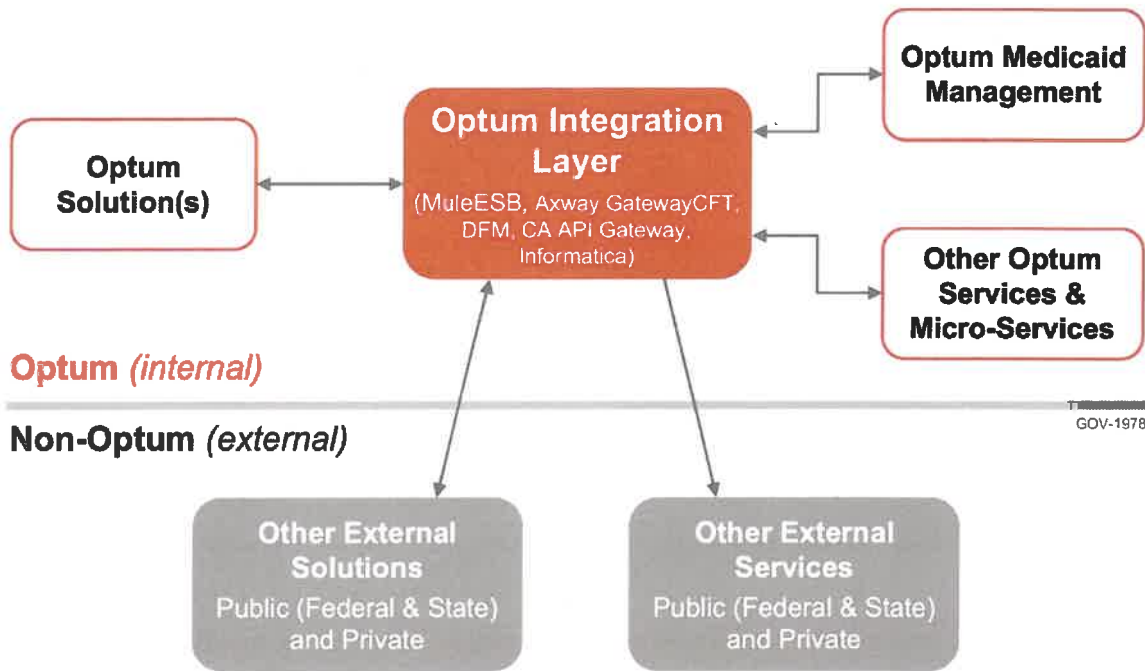 Optum Medicaid
Management
Optum Integration
Layer
(MuleESB, Axway GatewayCFT,
DFM, CA API Gateway,
Informatica)
Optum
Solution(s)
Other Optum
Services &
Micro-Services
Optum (internal)
GOV-1978
Non-Optum (external)
Other External
Solutions
Public (Federal & State)
and Private
Other External
Services
Public (Federal & State)
and Private